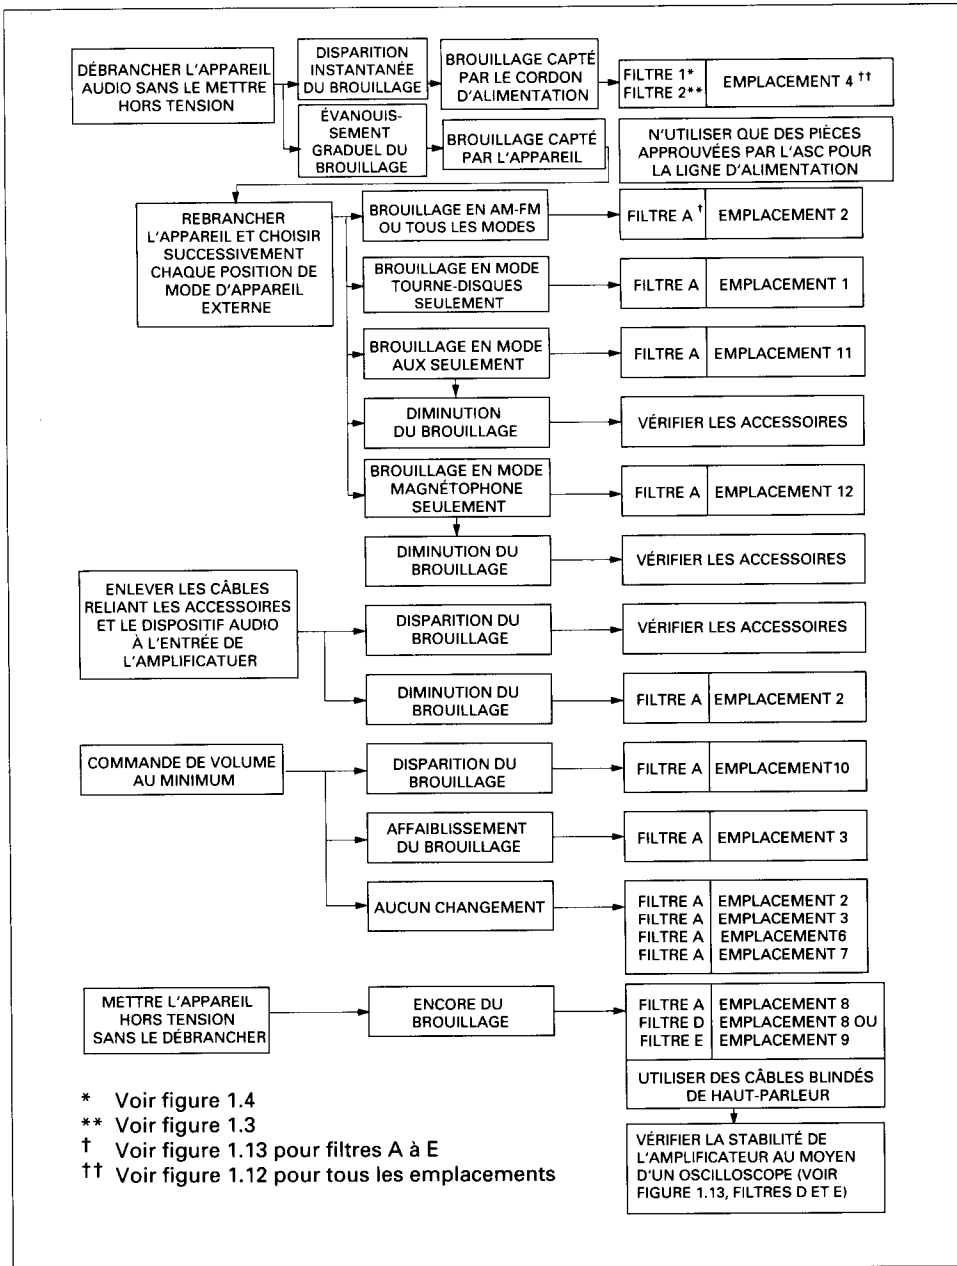 DÉBRANCHER L'APPAREIL
AUDIO SANS LE METTRE
HORS TENSION
DISPARITION
INSTANTANÉE
DU BROUILLAGE
BROUILLAGE CAPTÉ
PAR LE CORDON
D'ALIMENTATION
FILTRE 1*
FILTRE 2**
EMPLACEMENT 4 ††
ÉVANOUIS-
SEMENT
GRADUEL DU
BROUILLAGE
BROUILLAGE CAPTÉ
PAR L'APPAREIL
N'UTILISER QUE DES PIÈCES
APPROUVÉES PAR L'ASC POUR
LA LIGNE D'ALIMENTATION
REBRANCHER
L'APPAREIL ET CHOISIR
SUCCESSIVEMENT
CHAQUE POSITION DE
MODE D'APPAREIL
EXTERNE
BROUILLAGE EN AM-FM
OU TOUS LES MODES
FILTRE A † EMPLACEMENT 2
BROUILLAGE EN MODE
TOURNE-DISQUES
SEULEMENT
FILTRE A EMPLACEMENT 1
BROUILLAGE EN MODE
AUX SEULEMENT
FILTRE A EMPLACEMENT 11
DIMINUTION
DU BROUILLAGE
VÉRIFIER LES ACCESSOIRES
BROUILLAGE EN MODE
MAGNÉTOPHONE
SEULEMENT
FILTRE A EMPLACEMENT 12
DIMINUTION DU
BROUILLAGE
VÉRIFIER LES ACCESSOIRES
ENLEVER LES CÂBLES
RELIANT LES ACCESSOIRES
ET LE DISPOSITIF AUDIO
À L'ENTRÉE DE
L'AMPLIFICATUER
DISPARITION DU
BROUILLAGE
VÉRIFIER LES ACCESSOIRES
DIMINUTION DU
BROUILLAGE
FILTRE A EMPLACEMENT 2
COMMANDE DE VOLUME
AU MINIMUM
DISPARITION DU
BROUILLAGE
FILTRE A EMPLACEMENT10
AFFAIBLISSEMENT
DU BROUILLAGE
FILTRE A EMPLACEMENT 3
AUCUN CHANGEMENT
FILTRE A EMPLACEMENT 2
FILTRE A EMPLACEMENT 3
FILTRE A EMPLACEMENT6
FILTRE A EMPLACEMENT 7
METTRE L'APPAREIL
HORS TENSION
SANS LE DÉBRANCHER
ENCORE DU
BROUILLAGE
FILTRE A EMPLACEMENT 8
FILTRE D EMPLACEMENT 8 OU
FILTRE E EMPLACEMENT 9
UTILISER DES CÂBLES BLINDÉS
DE HAUT-PARLEUR
VÉRIFIER LA STABILITÉ DE
L'AMPLIFICATEUR AU MOYEN
D'UN OSCILLOSCOPE (VOIR
FIGURE 1.13, FILTRES D ET E)
* Voir figure 1.4
** Voir figure 1.3
† Voir figure 1.13 pour filtres A à E
†† Voir figure 1.12 pour tous les emplacements